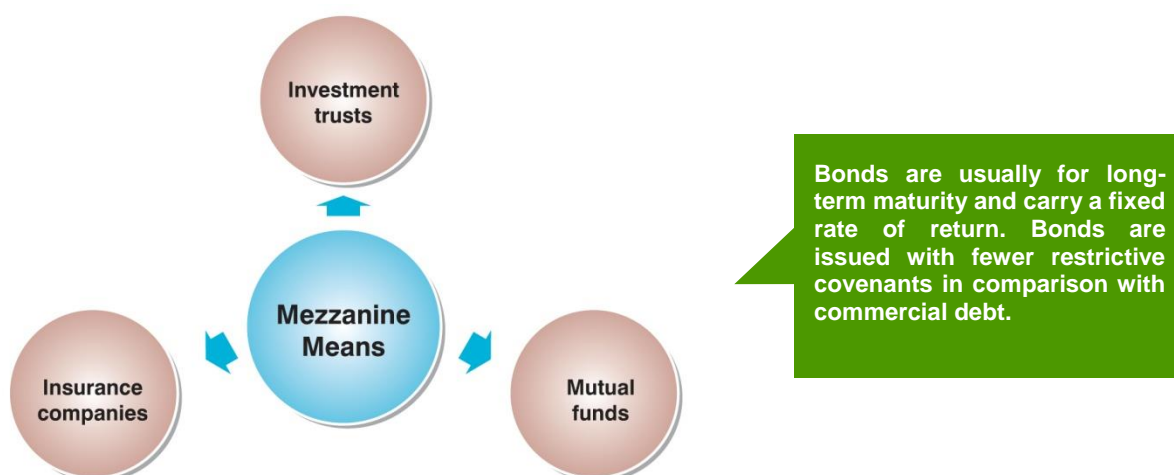 Investment
trusts
Mezzanine
Means
Insurance
companies
Mutual
funds
Bonds are usually for long-
term maturity and carry a fixed
rate of return. Bonds are
issued with fewer restrictive
covenants in comparison with
commercial debt.